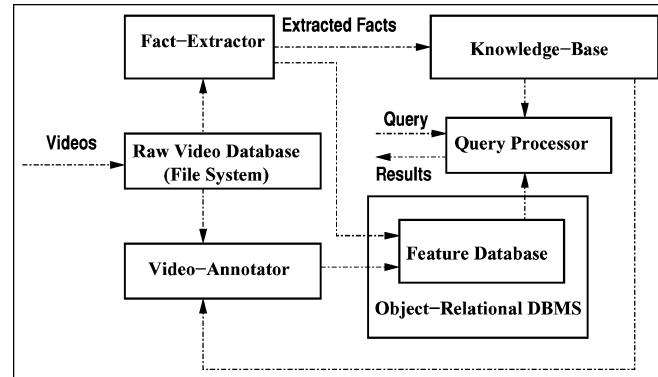 Extracted Facts
Fact-Extractor
Knowledge-Base
Query
Videos
Raw Video Database
(File System)
Query Processor
Results
Feature Database
Video-Annotator
Object-Relational DBMS